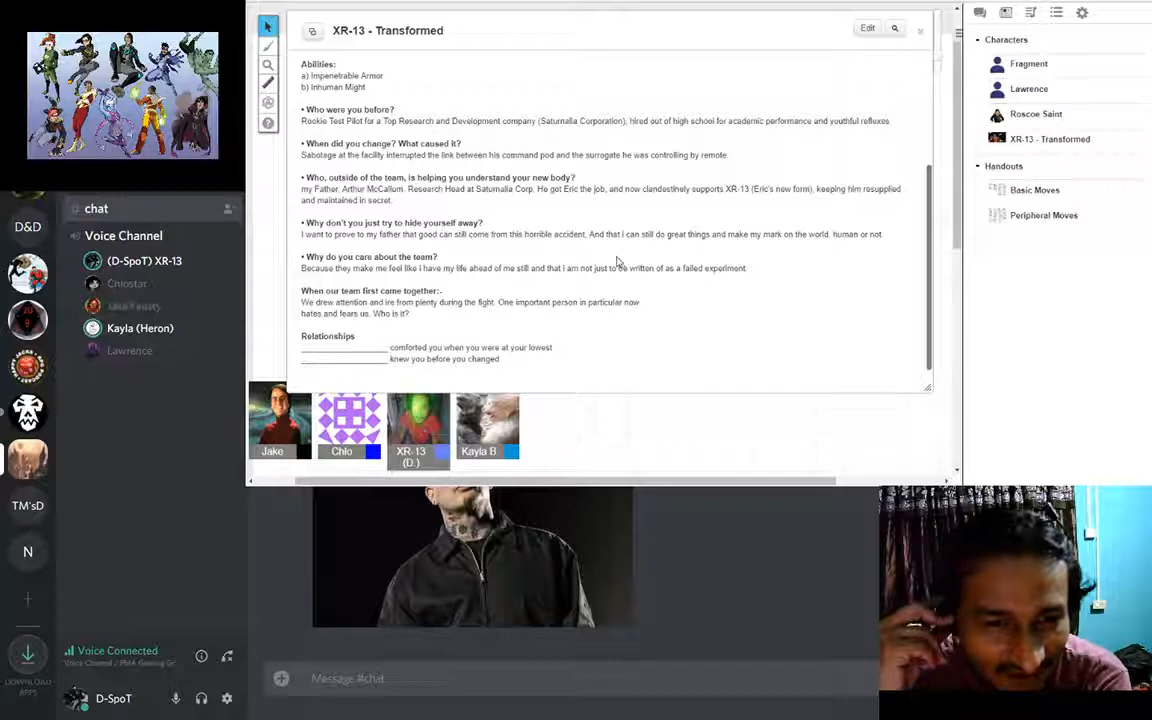 XR-13 - Transformed
Edit
Abilities:
a) Impenetrable Armor
b) Inhuman Might
• Who were you before?
Rookie Test Pilot for a Top Research and Development company (Saturnalia Corporation), hired out of high school for academic performance and youthful reflexes
• When did you change? What caused it?
Sabotage at the facility interrupted the link between his command pod and the surrogate he was controlling by remote.
• Who, outside of the team, is helping you understand your new body?
my Father, Arthur McCallum. Research Head at Saturnalia Corp. He got Eric the job, and now clandestinely supports XR-13 (Eric's new form), keeping him resupplied
and maintained in secret.
• Why don't you just try to hide yourself away?
I want to prove to my father that good can still come from this horrible accident, And that i can still do great things and make my mark on the world. human or not
• Why do you care about the team?
Because they make me feel like i have my life ahead of me still and that i am not just to be written of as a failed experiment
When our team first came together:-
We drew attention and ire from plenty during the fight. One important person in particular now
hates and fears us. Who is it?
Relationships
__________________ comforted you when you were at your lowest
__________________ knew you before you changed
Characters
Fragment
Lawrence
Roscoe Saint
XR-13 - Transformed
Handouts
Basic Moves
Peripheral Moves
# chat
Voice Channel
(D-SpoT) XR-13
Chlostar
Kayla (Heron)
Lawrence
D&D
TM'sD
N
DOWNLOAD
APPS
Voice Connected
D-SpoT
Jake
Chlo
XR-13
(D.)
Kayla B
Message #chat